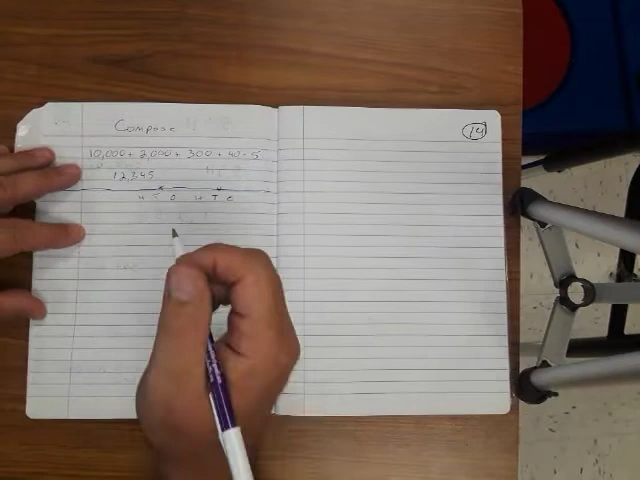 Compose
14
10,000 + 2,000 + 300 + 40 + 5
12,345
H T O H T O